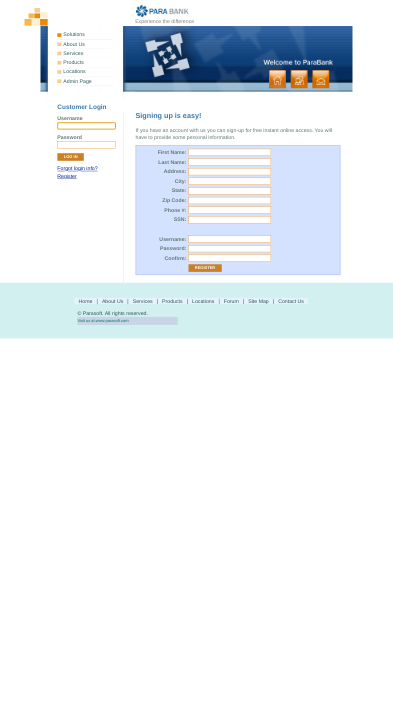 PARA BANK
Experience the difference
Solutions
About Us
Services
Products
Locations
Admin Page
Welcome to ParaBank
Customer Login
Username
Password
LOG IN
Forgot login info?
Register
Signing up is easy!
If you have an account with us you can sign-up for free instant online access. You will
have to provide some personal information.
First Name:
Last Name:
Address:
City:
State:
Zip Code:
Phone #:
SSN:
Username:
Password:
Confirm:
REGISTER
Home | About Us | Services | Products | Locations | Forum | Site Map | Contact Us
© Parasoft. All rights reserved.
Visit us at www.parasoft.com